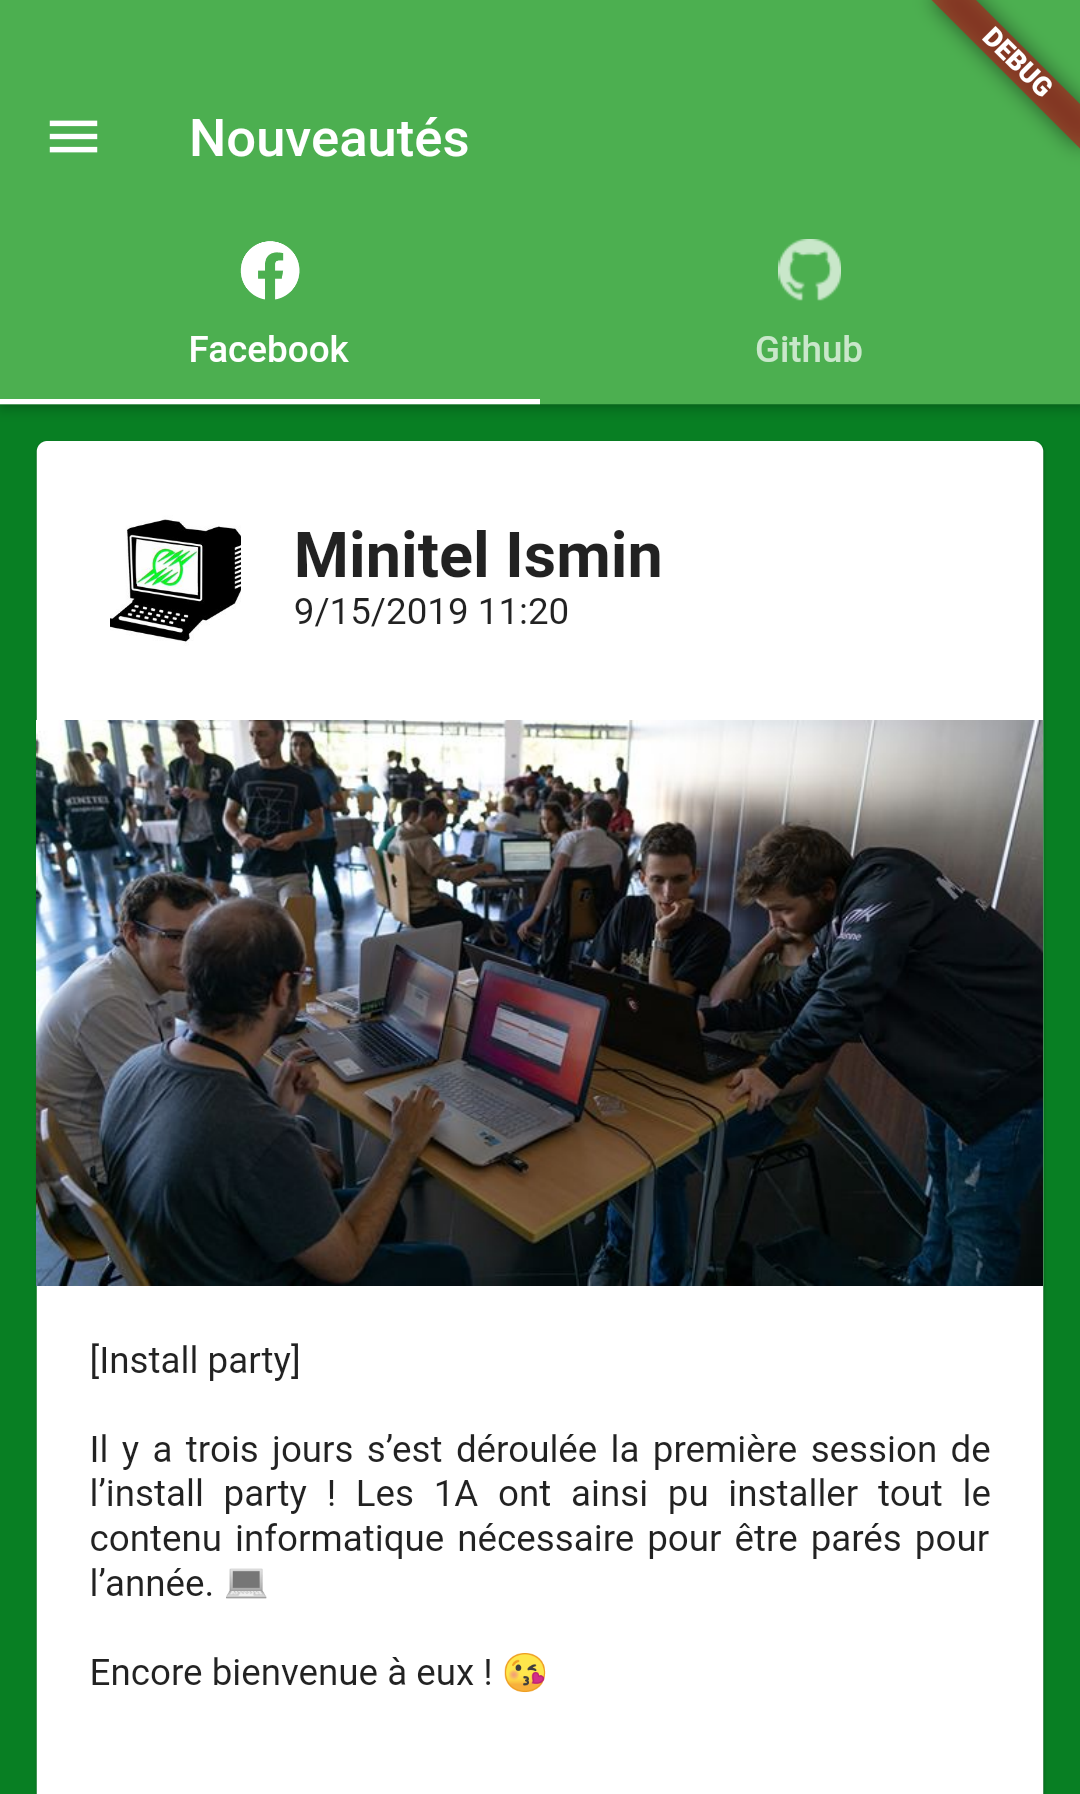 DEBUG
Nouveautés
Facebook
Github
Minitel Ismin
9/15/2019 11:20
MINITEL
[Install party]
Il y a trois jours s’est déroulée la première session de
l’install party ! Les 1A ont ainsi pu installer tout le
contenu informatique nécessaire pour être parés pour
l’année. 💻
Encore bienvenue à eux ! 😘